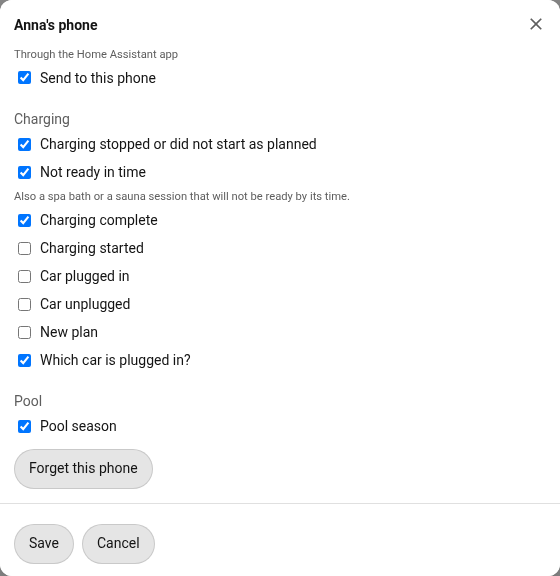 Anna's phone
Through the Home Assistant app
Send to this phone
Charging
Charging stopped or did not start as planned
Not ready in time
Also a spa bath or a sauna session that will not be ready by its time.
Charging complete
Charging started
Car plugged in
Car unplugged
New plan
Which car is plugged in?
Pool
Pool season
Forget this phone
Save Cancel